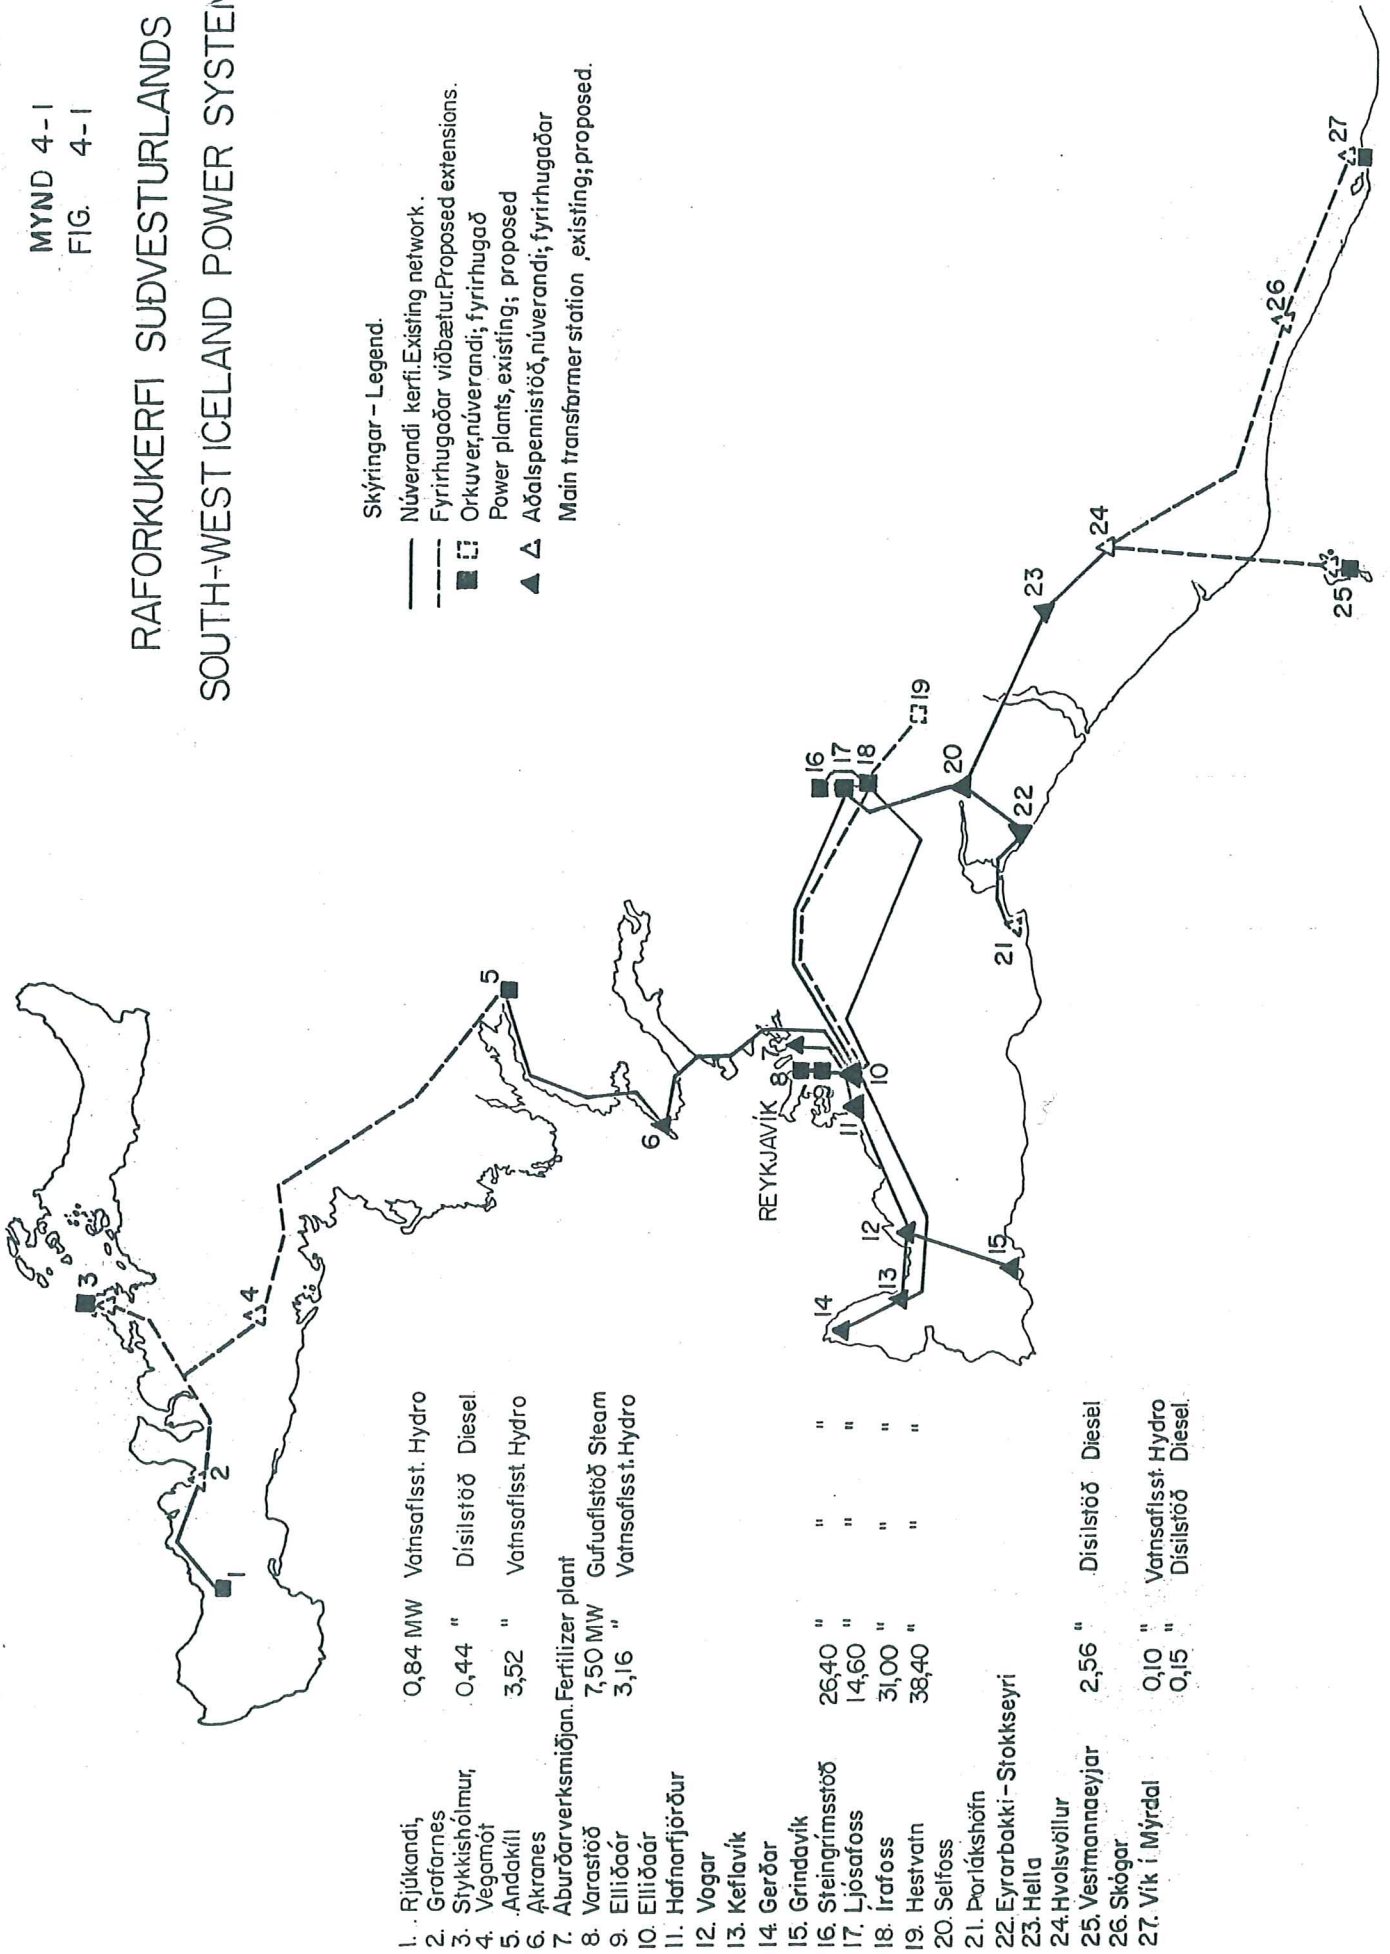 MYND 4-1
FIG. 4-1
RAFORKUKERFI SUÐVESTURLANDS
SOUTH-WEST ICELAND POWER SYSTEM
Skýringar - Legend.
Núverandi kerfi. Existing network.
Fyrirhugaðar viðbætur. Proposed extensions.
Orkuver, núverandi; fyrirhugað
Power plants, existing; proposed
Aðalspennistöð, núverandi; fyrirhugaðar
Main transformer station, existing; proposed.
1
2
3
4
5
6
7
8
9
10
11
12
13
14
15
16
17
18
19
20
21
22
23
24
25
26
27
REYKJAVÍK
1. Rjúkandi, 0,84 MW Vatnsaflsst. Hydro
2. Grafarnes
3. Stykkishólmur, 0,44 " Dísilstöð Diesel
4. Vegamót
5. Andakíll 3,52 " Vatnsaflsst. Hydro
6. Akranes
7. Aburðarverksmiðjan. Fertilizer plant
8. Varastöð 7,50 MW Gufuaflstöð Steam
9. Elliðaár 3,16 " Vatnsaflsst. Hydro
10. Elliðaár
11. Hafnarfjörður
12. Vogar
13. Keflavík
14. Gerðar
15. Grindavík
16. Steingrímsstöð 26,40 " " "
17. Ljósafoss 14,60 " " "
18. Írafoss 31,00 " " "
19. Hestvatn 38,40 " " "
20. Selfoss
21. Þorlákshöfn
22. Eyrarbakki - Stokkseyri
23. Hella
24. Hvolsvöllur
25. Vestmannaeyjar 2,56 " Dísilstöð Diesel
26. Skógar
27. Vík í Mýrdal 0,10 " Vatnsaflsst. Hydro
0,15 " Dísilstöð Diesel.